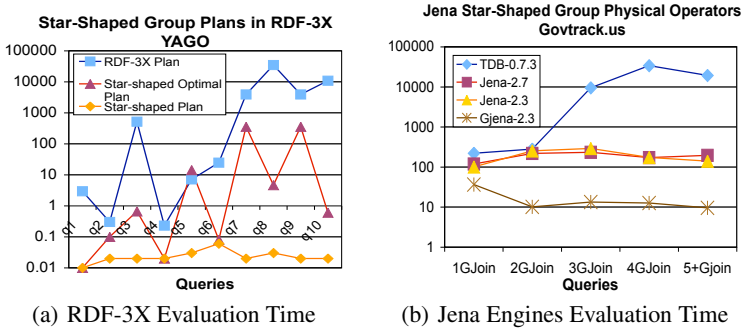 Star-Shaped Group Plans in RDF-3X
YAGO
100000
10000
1000
100
10
1
0.1
0.01
RDF-3X Plan
Star-shaped Optimal
Plan
Star-shaped Plan
q1
q2
q3
q4
q5
q6
q7
q8
q9
q10
Queries
(a) RDF-3X Evaluation Time
Jena Star-Shaped Group Physical Operators
Govtrack.us
100000
10000
1000
100
10
1
TDB-0.7.3
Jena-2.7
Jena-2.3
Gjena-2.3
1GJoin 2GJoin 3GJoin 4GJoin 5+Gjoin
Queries
(b) Jena Engines Evaluation Time